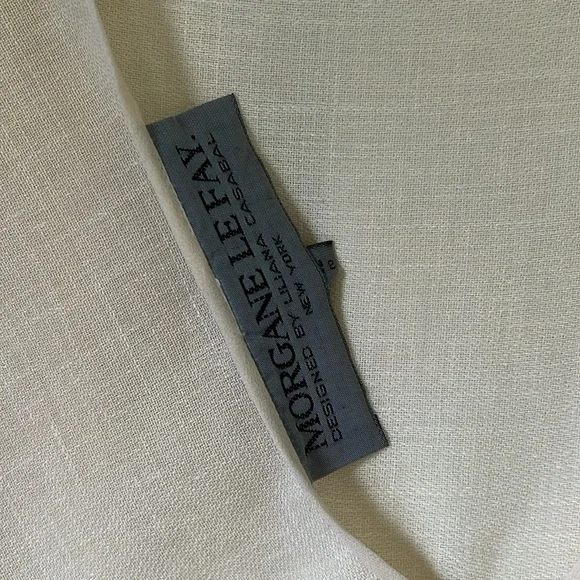 MORGANE LE FAY.
DESIGNED BY LILIANA CASABAL
NEW YORK